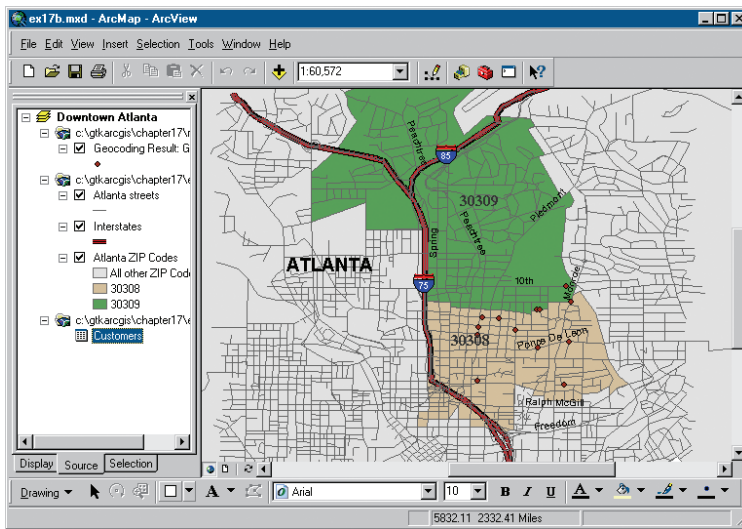 ex17b.mxd - ArcMap - ArcView
File Edit View Insert Selection Tools Window Help
1:60,572
Downtown Atlanta
c:\gtkarcgis\chapter17\r
Geocoding Result: G
c:\gtkarcgis\chapter17\e
Atlanta streets
Interstates
Atlanta ZIP Codes
All other ZIP Cod
30308
30309
c:\gtkarcgis\chapter17\e
Customers
Display Source Selection
Peachtree
85
30309
Piedmont
Peachtree
Spring
ATLANTA
10th
Monroe
75
30308
Ponce De Leon
Ralph McGill
Freedom
Drawing
A
Arial
10
B I U A
5832.11 2332.41 Miles